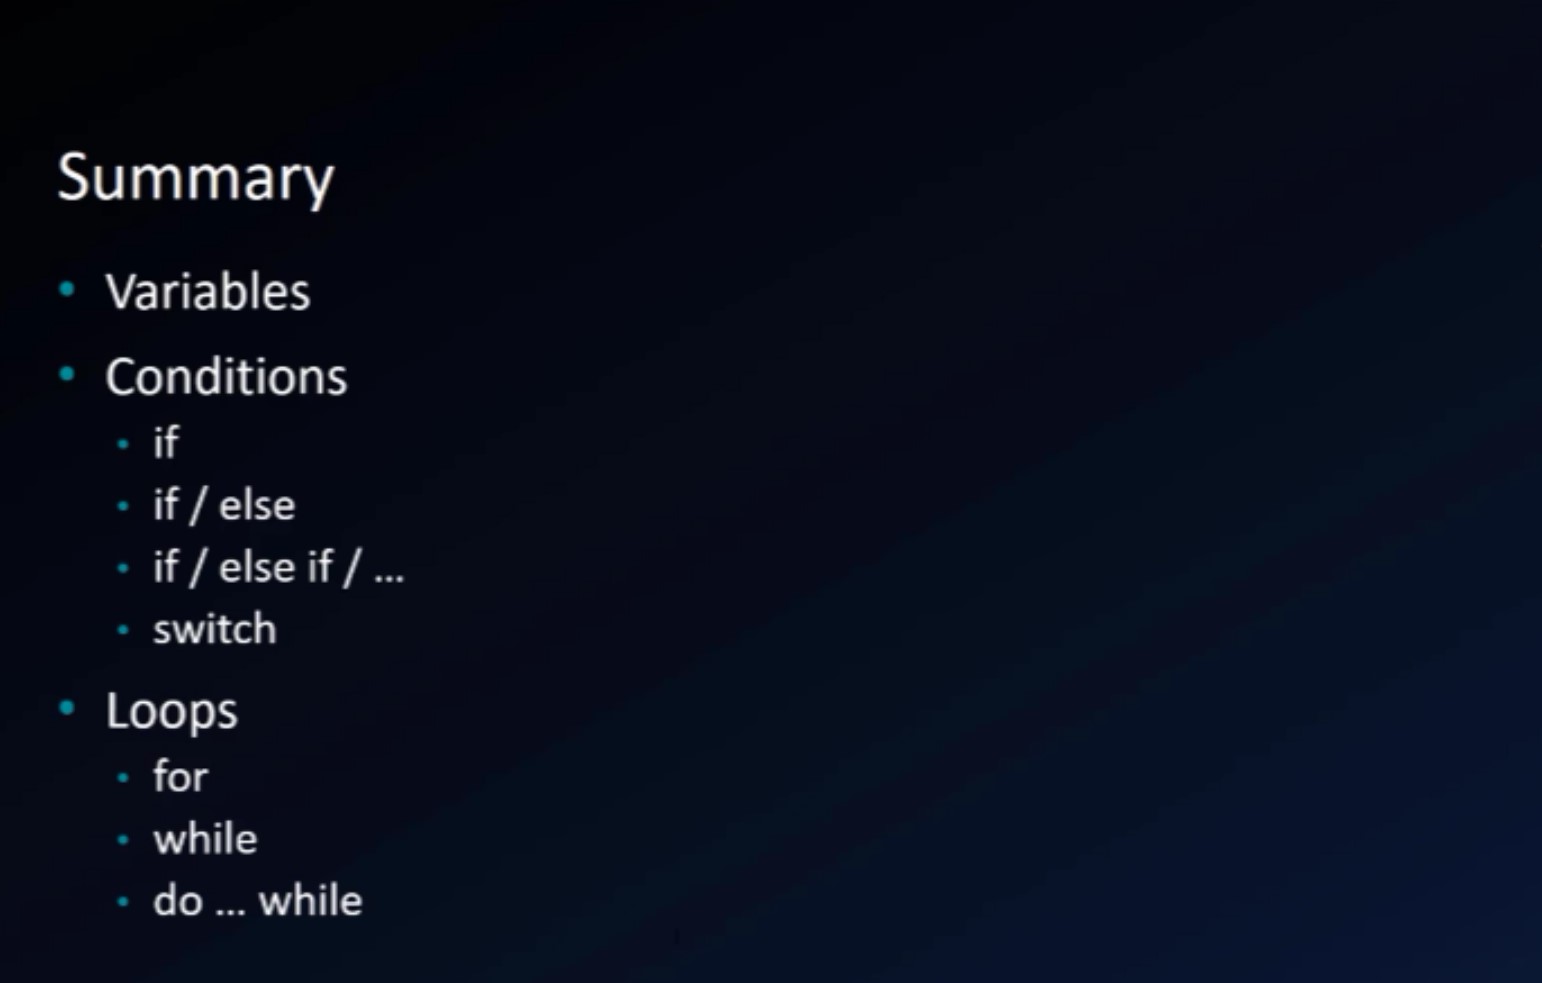 Summary
• Variables
• Conditions
• if
• if / else
• if / else if / ...
• switch
• Loops
• for
• while
• do ... while